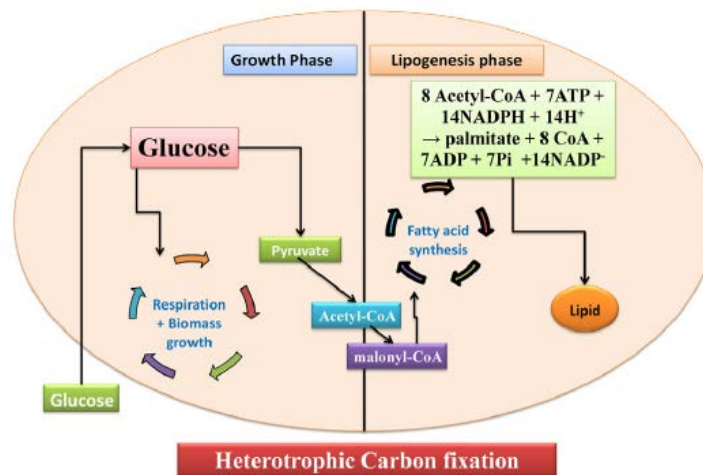 Growth Phase
Lipogenesis phase
8 Acetyl-CoA + 7ATP +
14NADPH + 14H⁺
→ palmitate + 8 CoA +
7ADP + 7Pi +14NADP⁻
Glucose
Fatty acid
synthesis
Pyruvate
Respiration
+ Biomass
growth
Acetyl-CoA
Lipid
malonyl-CoA
Glucose
Heterotrophic Carbon fixation